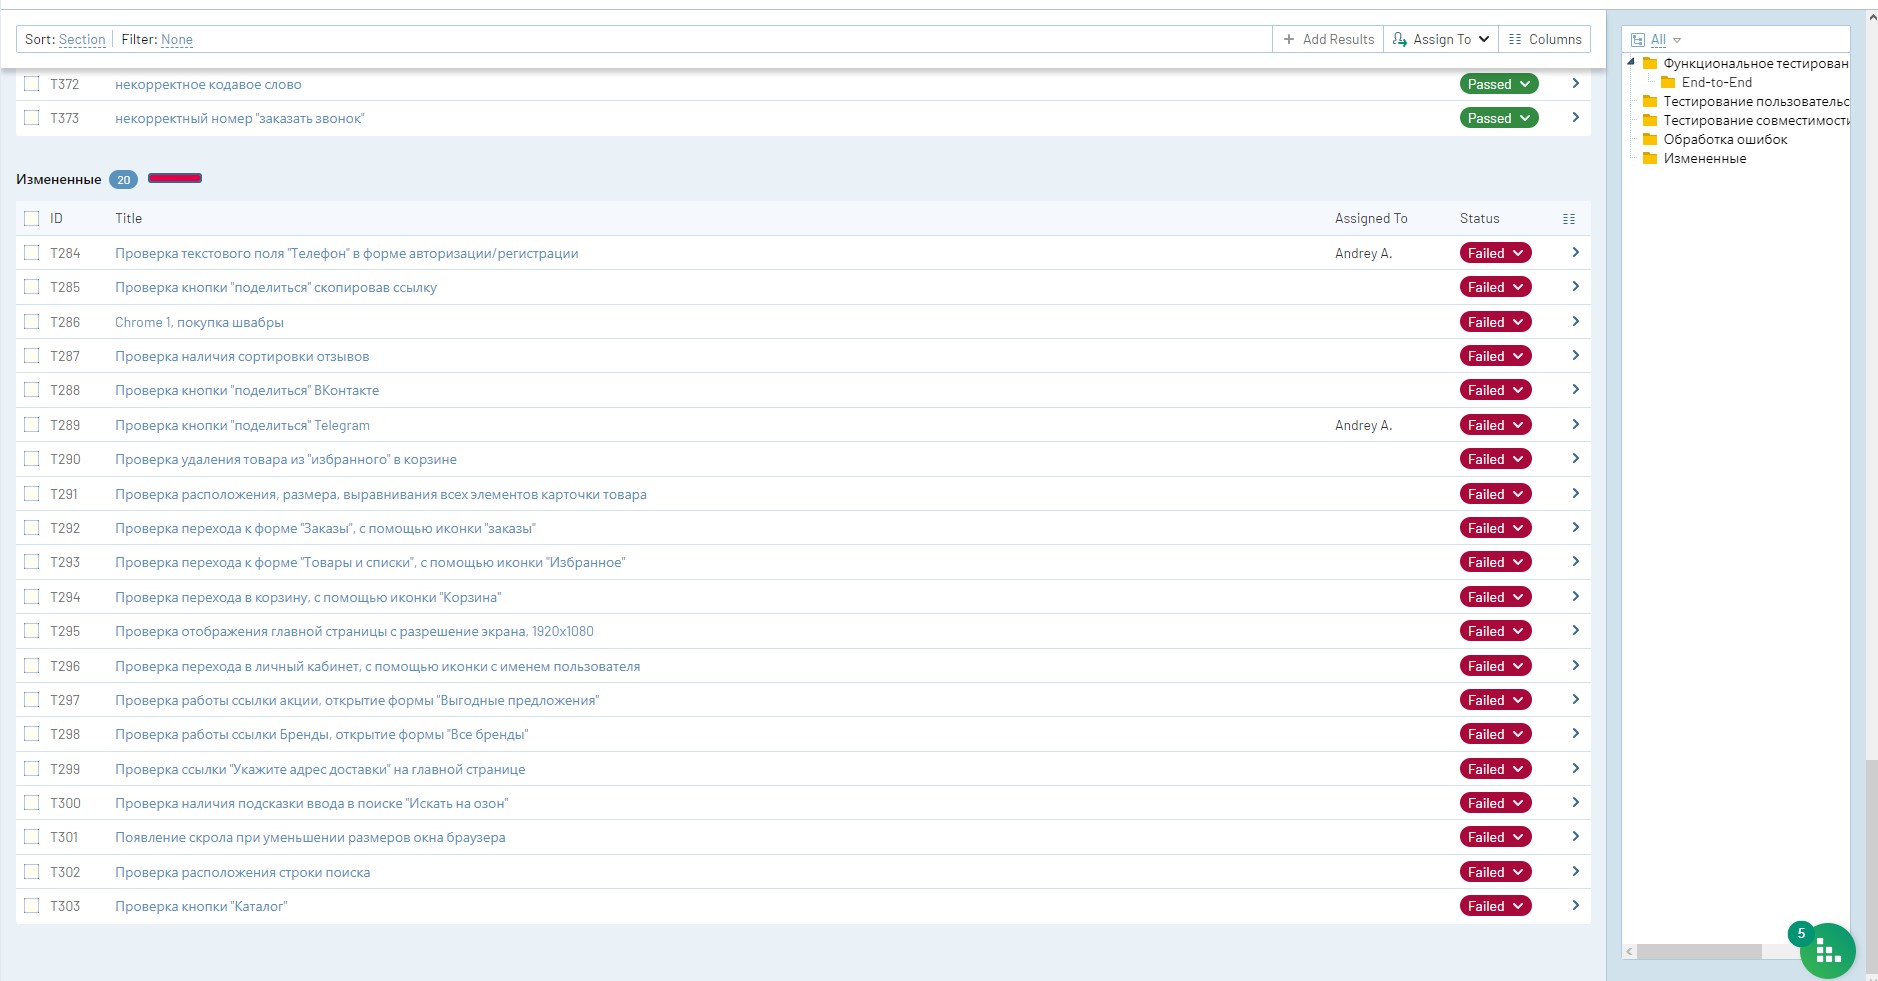 Sort: Section Filter: None + Add Results Assign To Columns
T372 некорректное кодавое слово Passed
T373 некорректный номер "заказать звонок" Passed
Измененные 20
ID Title Assigned To Status
T284 Проверка текстового поля "Телефон" в форме авторизации/регистрации Andrey A. Failed
T285 Проверка кнопки "поделиться" скопировав ссылку Failed
T286 Chrome 1, покупка швабры Failed
T287 Проверка наличия сортировки отзывов Failed
T288 Проверка кнопки "поделиться" ВКонтакте Failed
T289 Проверка кнопки "поделиться" Telegram Andrey A. Failed
T290 Проверка удаления товара из "избранного" в корзине Failed
T291 Проверка расположения, размера, выравнивания всех элементов карточки товара Failed
T292 Проверка перехода к форме "Заказы", с помощью иконки "заказы" Failed
T293 Проверка перехода к форме "Товары и списки", с помощью иконки "Избранное" Failed
T294 Проверка перехода в корзину, с помощью иконки "Корзина" Failed
T295 Проверка отображения главной страницы с разрешение экрана, 1920x1080 Failed
T296 Проверка перехода в личный кабинет, с помощью иконки с именем пользователя Failed
T297 Проверка работы ссылки акции, открытие формы "Выгодные предложения" Failed
T298 Проверка работы ссылки Бренды, открытие формы "Все бренды" Failed
T299 Проверка ссылки "Укажите адрес доставки" на главной странице Failed
T300 Проверка наличия подсказки ввода в поиске "Искать на озон" Failed
T301 Появление скрола при уменьшении размеров окна браузера Failed
T302 Проверка расположения строки поиска Failed
T303 Проверка кнопки "Каталог" Failed
All
Функциональное тестирован
End-to-End
Тестирование пользовательс
Тестирование совместимости
Обработка ошибок
Измененные
5